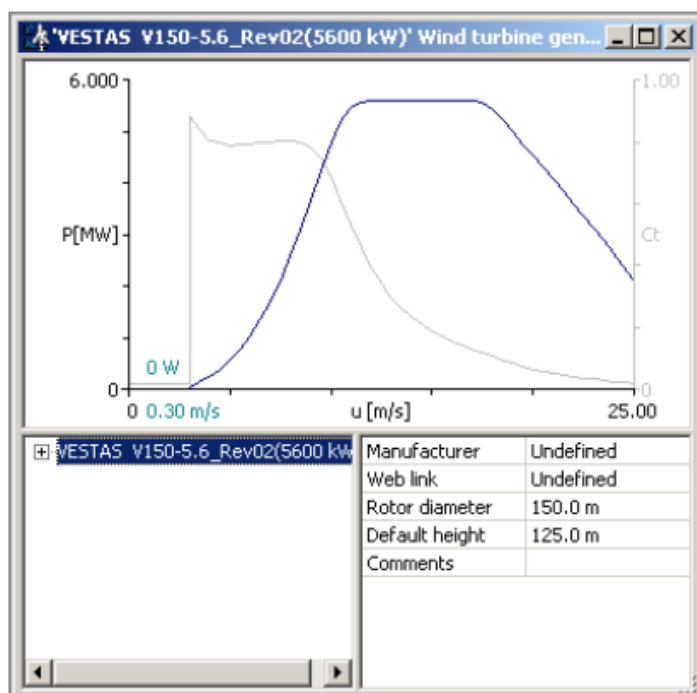 'VESTAS V150-5.6_Rev02(5600 kW)' Wind turbine gen...
6.000
1.00
P[MW]
Ct
0 W
0
0
0 0.30 m/s
u [m/s]
25.00
VESTAS V150-5.6_Rev02(5600 kW
Manufacturer Undefined
Web link Undefined
Rotor diameter 150.0 m
Default height 125.0 m
Comments